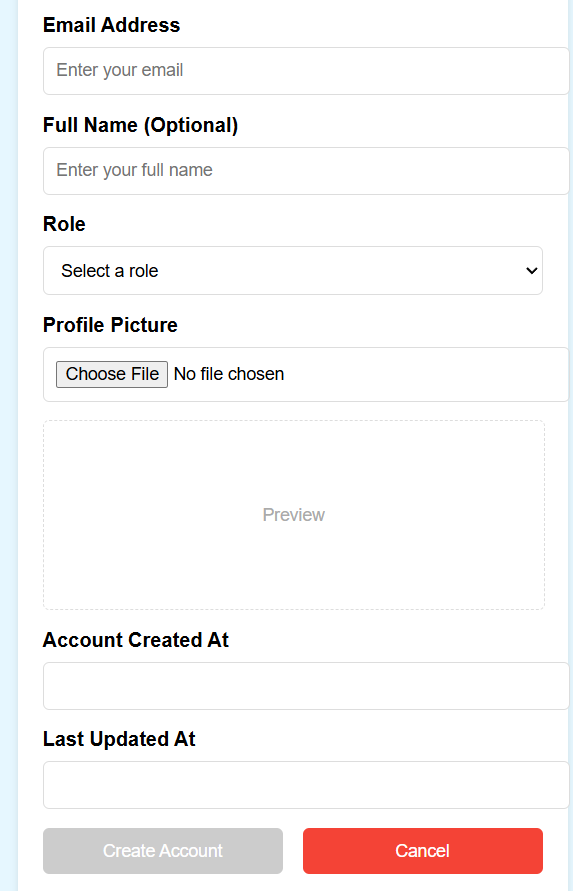 Email Address
Enter your email
Full Name (Optional)
Enter your full name
Role
Select a role
Profile Picture
Choose File No file chosen
Preview
Account Created At
Last Updated At
Create Account Cancel